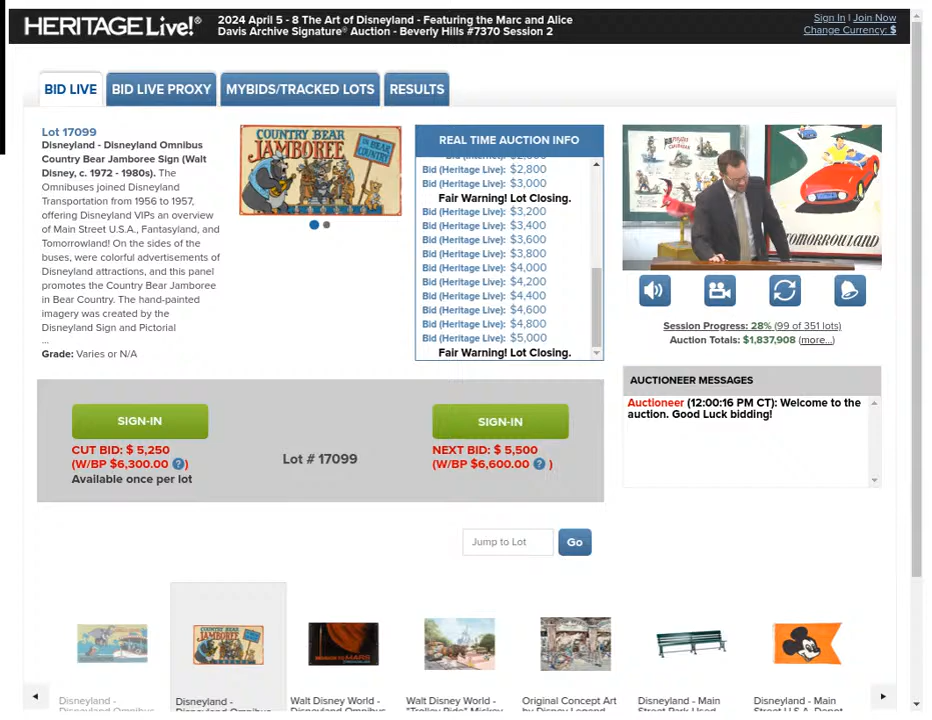 HERITAGE Live!®
2024 April 5 - 8 The Art of Disneyland - Featuring the Marc and Alice
Davis Archive Signature® Auction - Beverly Hills #7370 Session 2
Sign In | Join Now
Change Currency: $
BID LIVE
BID LIVE PROXY
MYBIDS/TRACKED LOTS
RESULTS
Lot 17099
Disneyland - Disneyland Omnibus
Country Bear Jamboree Sign (Walt
Disney, c. 1972 - 1980s). The
Omnibuses joined Disneyland
Transportation from 1956 to 1957,
offering Disney VIPs an overview
of Main Street U.S.A., Fantasyland, and
Tomorrowland! On the sides of the
buses, were colorful advertisements of
Disneyland attractions, and this panel
promotes the Country Bear Jamboree
in Bear Country. The hand-painted
imagery was created by the
Disneyland Sign and Pictorial
...
Grade: Varies or N/A
COUNTRY BEAR
JAMBOREE
IN BEAR
COUNTRY
REAL TIME AUCTION INFO
Bid (Heritage Live): $2,800
Bid (Heritage Live): $3,000
Fair Warning! Lot Closing.
Bid (Heritage Live): $3,200
Bid (Heritage Live): $3,400
Bid (Heritage Live): $3,600
Bid (Heritage Live): $3,800
Bid (Heritage Live): $4,000
Bid (Heritage Live): $4,200
Bid (Heritage Live): $4,400
Bid (Heritage Live): $4,600
Bid (Heritage Live): $4,800
Bid (Heritage Live): $5,000
Fair Warning! Lot Closing.
TOMORROWLAND
Session Progress: 28% (99 of 351 lots)
Auction Totals: $1,837,908 (more...)
AUCTIONEER MESSAGES
Auctioneer (12:00:16 PM CT): Welcome to the
auction. Good Luck bidding!
SIGN-IN
CUT BID: $ 5,250
(W/BP $6,300.00 ?)
Available once per lot
Lot # 17099
SIGN-IN
NEXT BID: $ 5,500
(W/BP $6,600.00 ? )
Jump to Lot
Go
JAMBOREE
Disneyland -
Disneyland Omnibus
Disneyland -
Disneyland Omnibus
Walt Disney World -
Walt Disney World -
"Trolley Ride" Mickey
Original Concept Art
by Disney Legend
Disneyland - Main
Street Park Used
Disneyland - Main
Street U.S.A. Depot